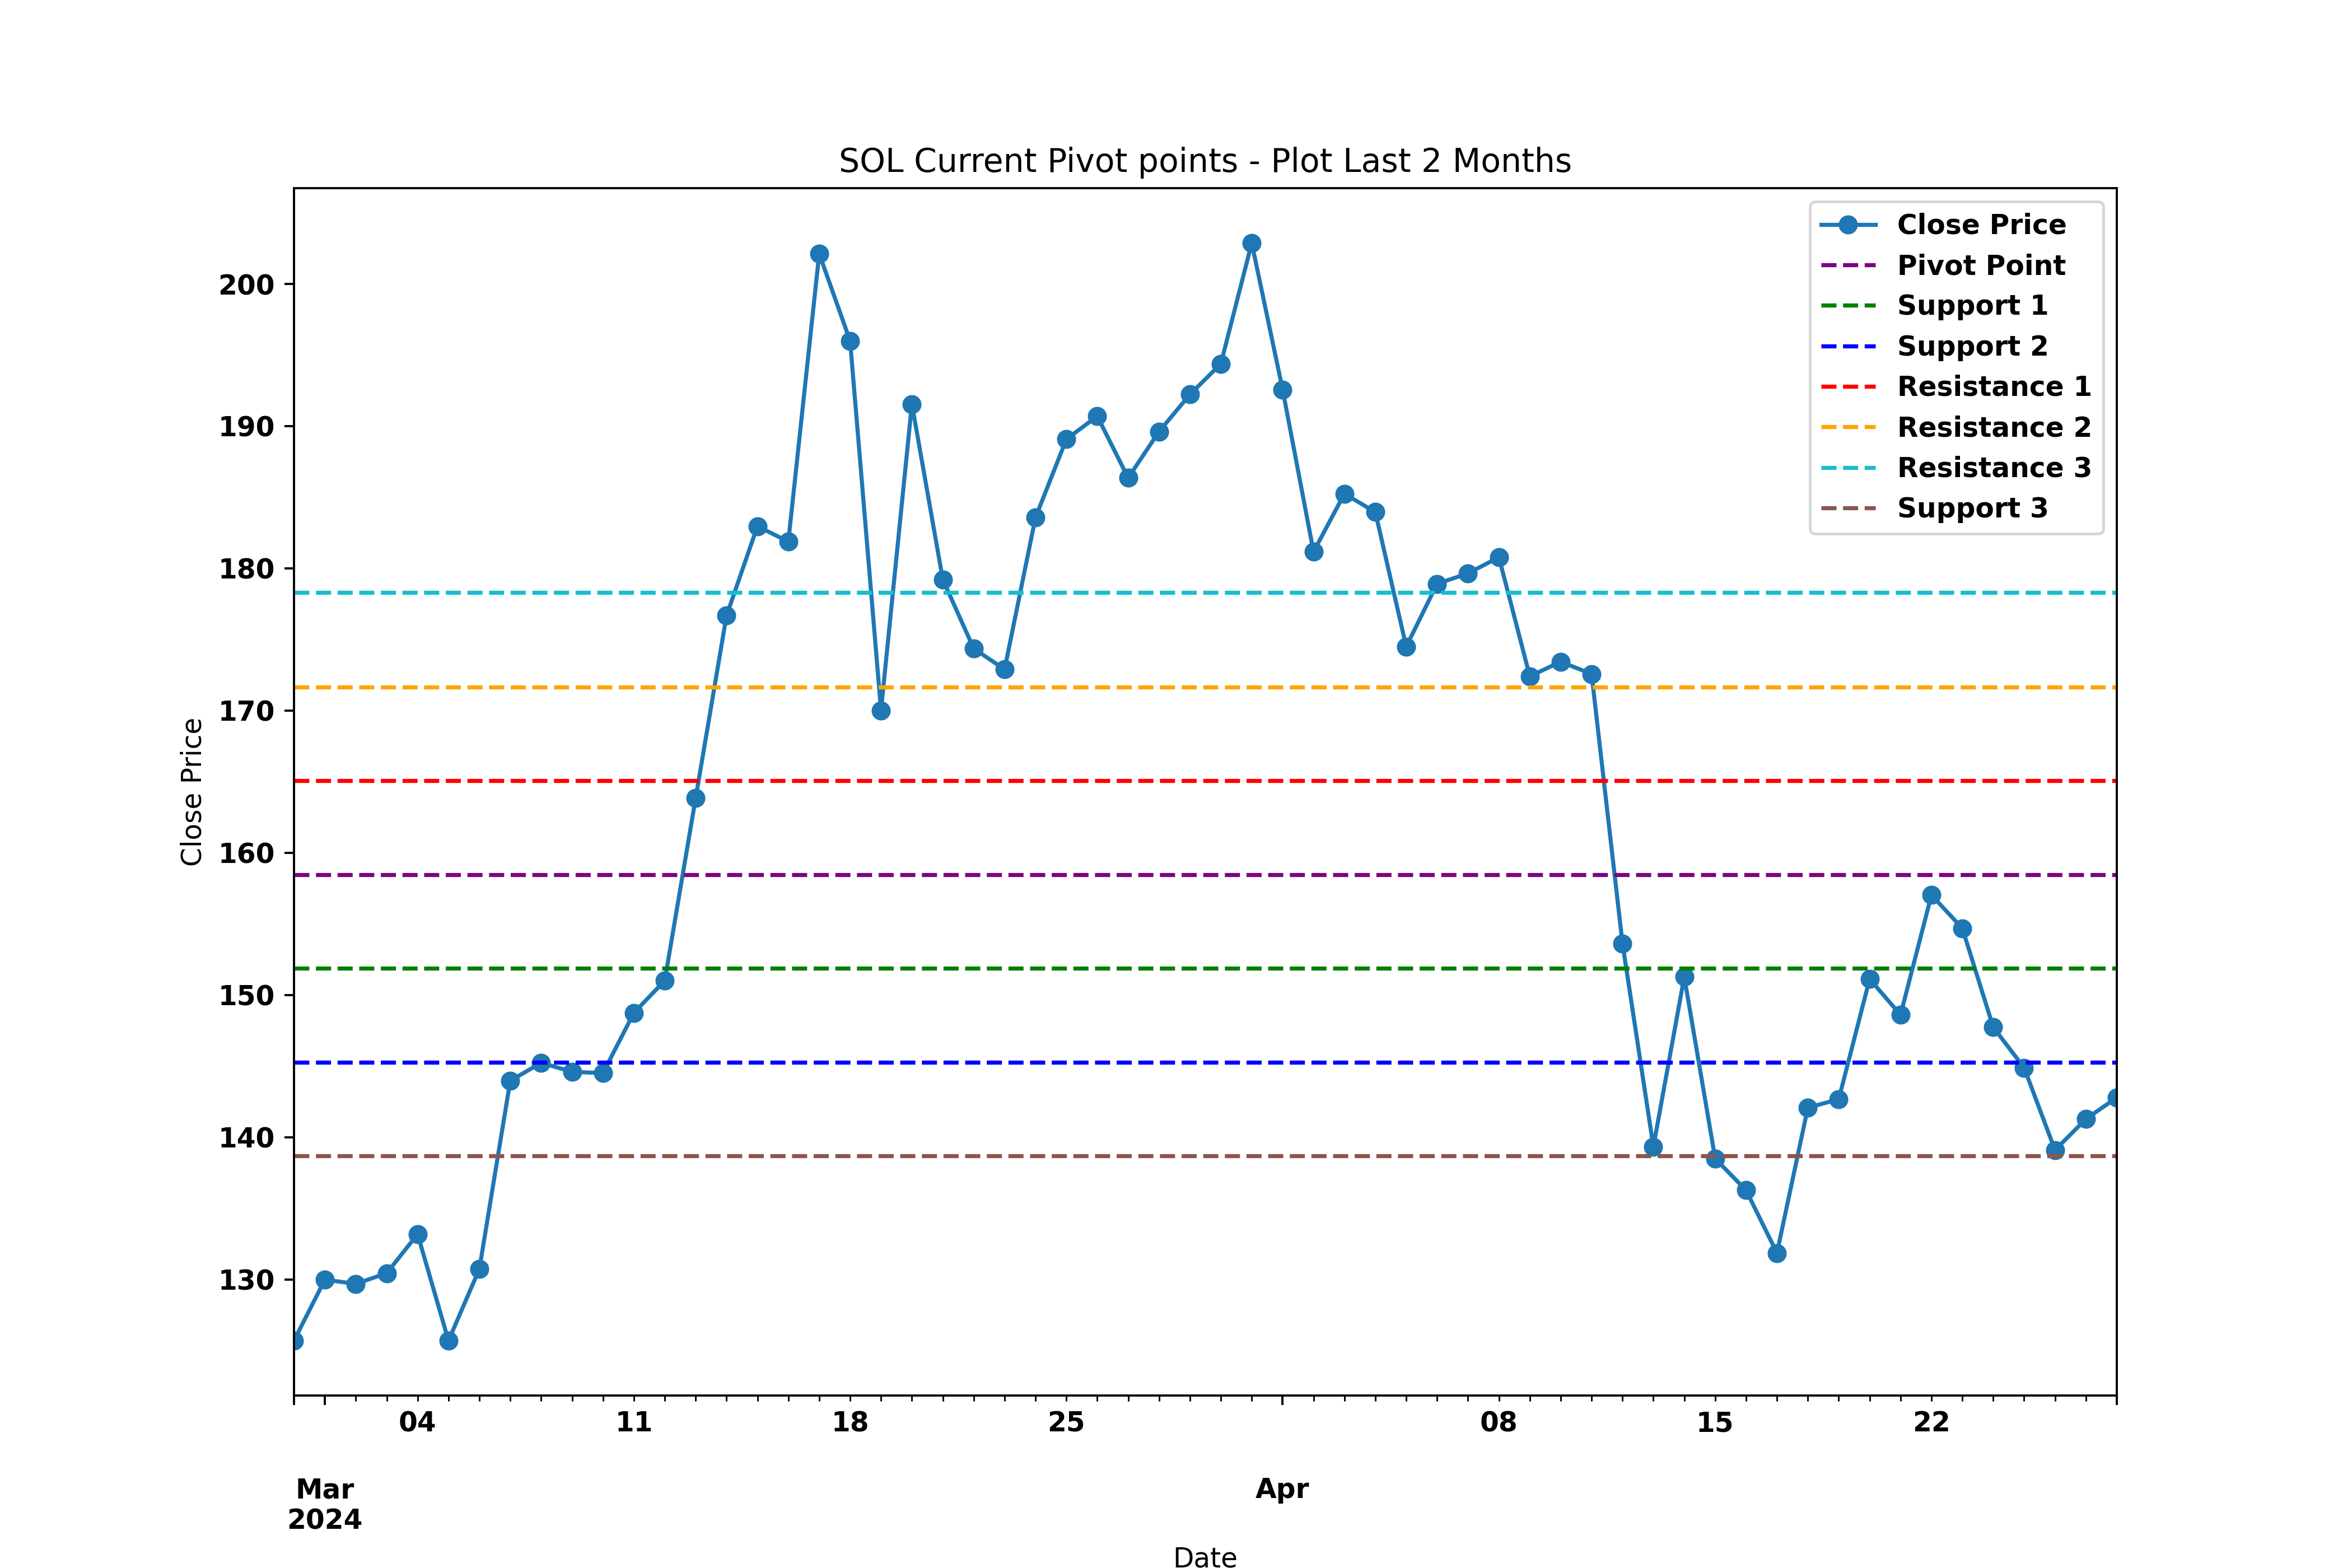 SOL Current Pivot points - Plot Last 2 Months
Close Price
Pivot Point
Support 1
Support 2
Resistance 1
Resistance 2
Resistance 3
Support 3
200
190
180
170
160
150
140
130
Close Price
04 11 18 25 08 15 22
Mar Apr
2024
Date